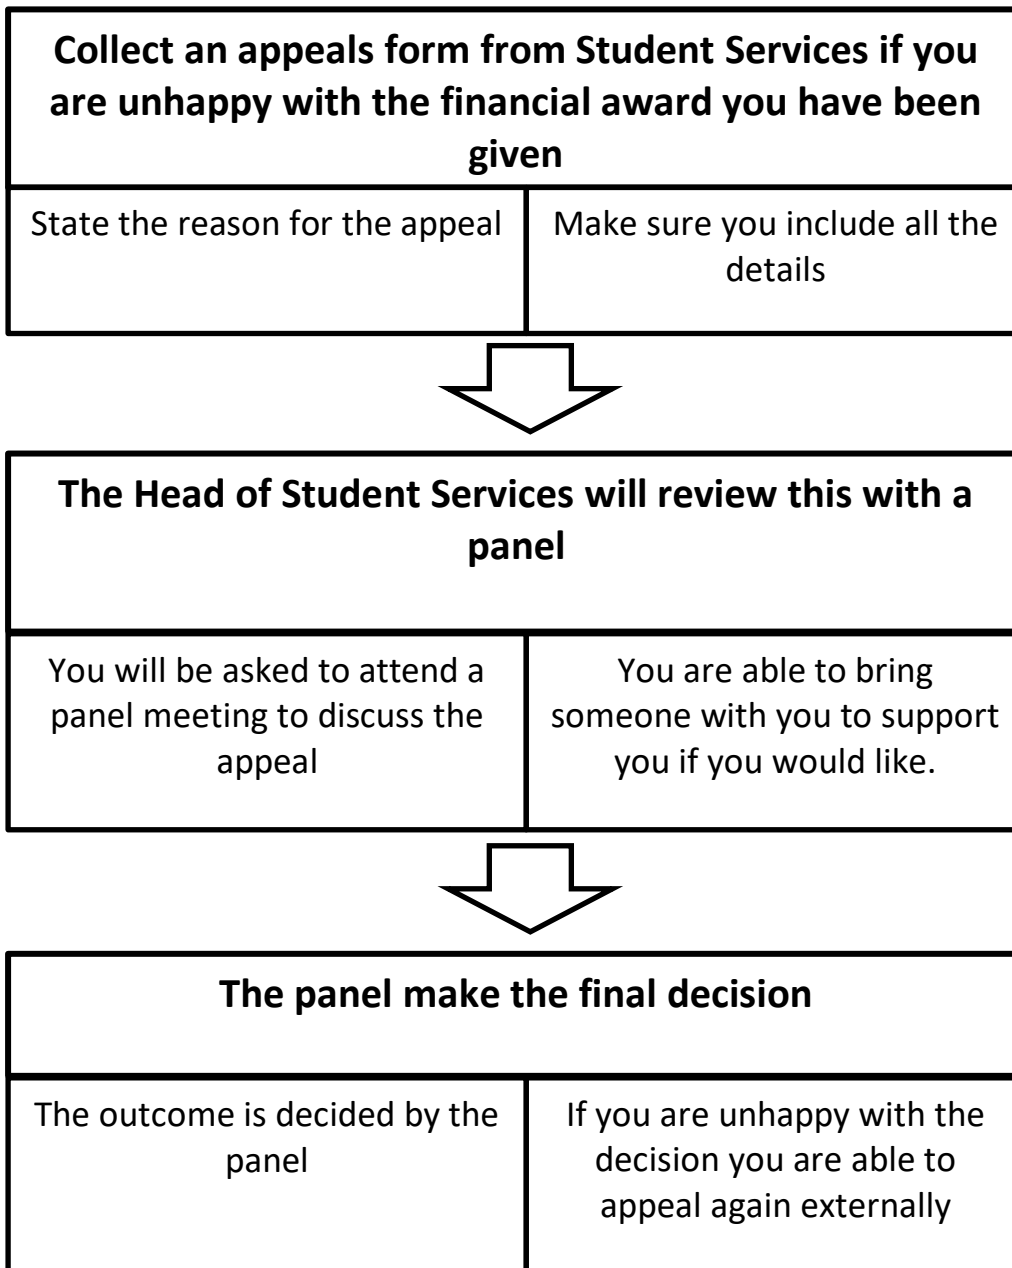 Collect an appeals form from Student Services if you
are unhappy with the financial award you have been
given
State the reason for the appeal
Make sure you include all the
details
The Head of Student Services will review this with a
panel
You will be asked to attend a
panel meeting to discuss the
appeal
You are able to bring
someone with you to support
you if you would like.
The panel make the final decision
The outcome is decided by the
panel
If you are unhappy with the
decision you are able to
appeal again externally